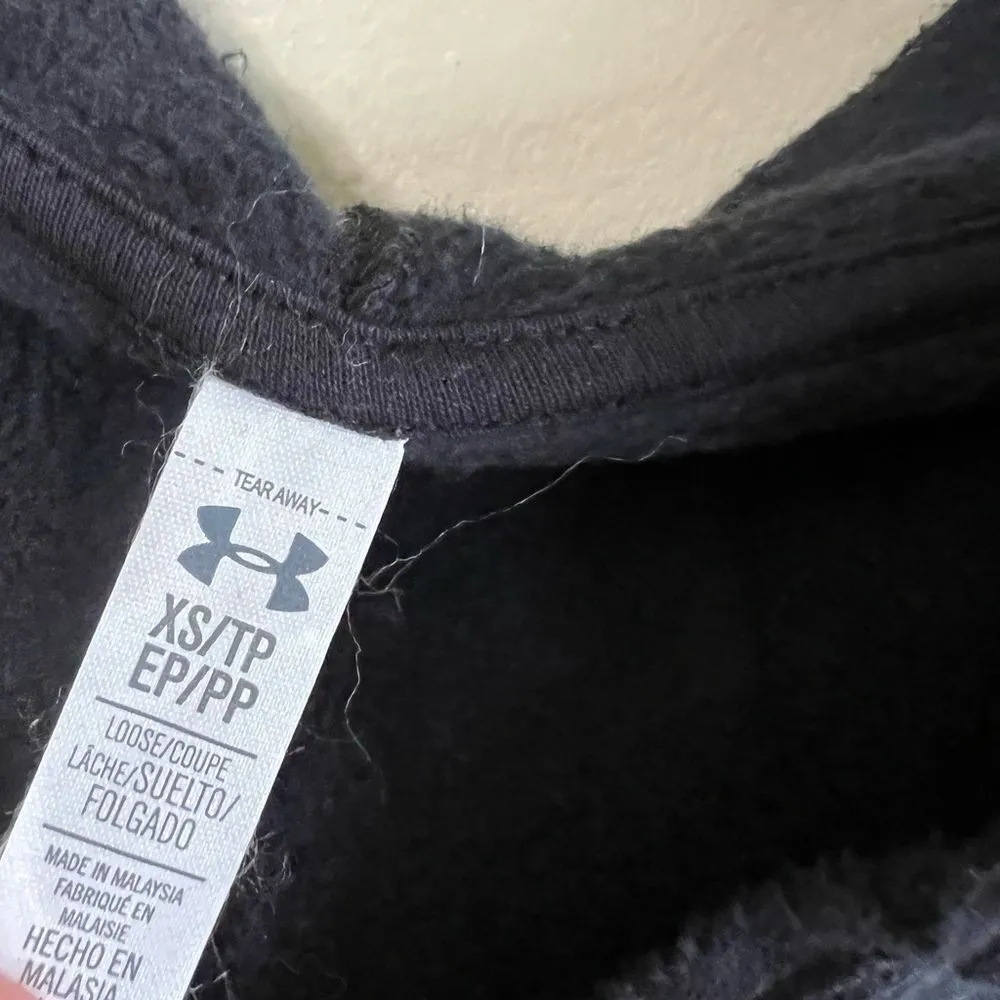 TEAR AWAY
XS/TP
EP/PP
LOOSE/COUPE
LÂCHE/SUELTO/
FOLGADO
MADE IN MALAYSIA
FABRIQUÉ EN
MALAISIE
HECHO EN
MALASIA